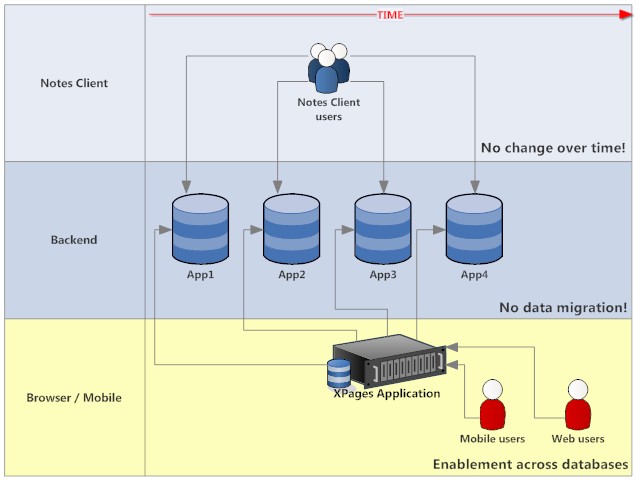 TIME
Notes Client
Notes Client
users
No change over time!
Backend
App1
App2
App3
App4
No data migration!
Browser / Mobile
XPages Application
Mobile users
Web users
Enablement across databases